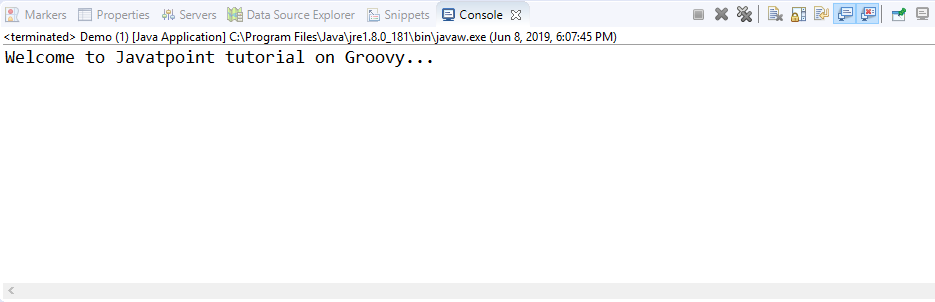 Markers Properties Servers Data Source Explorer Snippets Console
<terminated> Demo (1) [Java Application] C:\Program Files\Java\jre1.8.0_181\bin\javaw.exe (Jun 8, 2019, 6:07:45 PM)
Welcome to Javatpoint tutorial on Groovy...